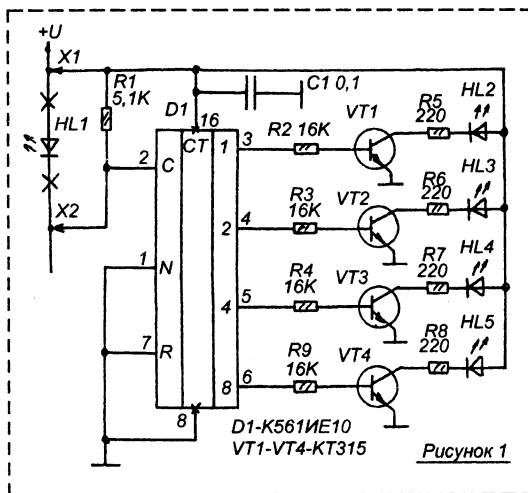 +U
X1
R1
5,1K
HL1
X2
D1
16
CT
C1 0,1
2
C
1
N
7
R
8
1
3
R2 16K
VT1
R5
220
HL2
2
4
R3
16K
VT2
R6
220
HL3
4
5
R4
16K
VT3
R7
220
HL4
8
6
R9
16K
VT4
R8
220
HL5
D1-К561ИЕ10
VT1-VT4-КТ315
Рисунок 1